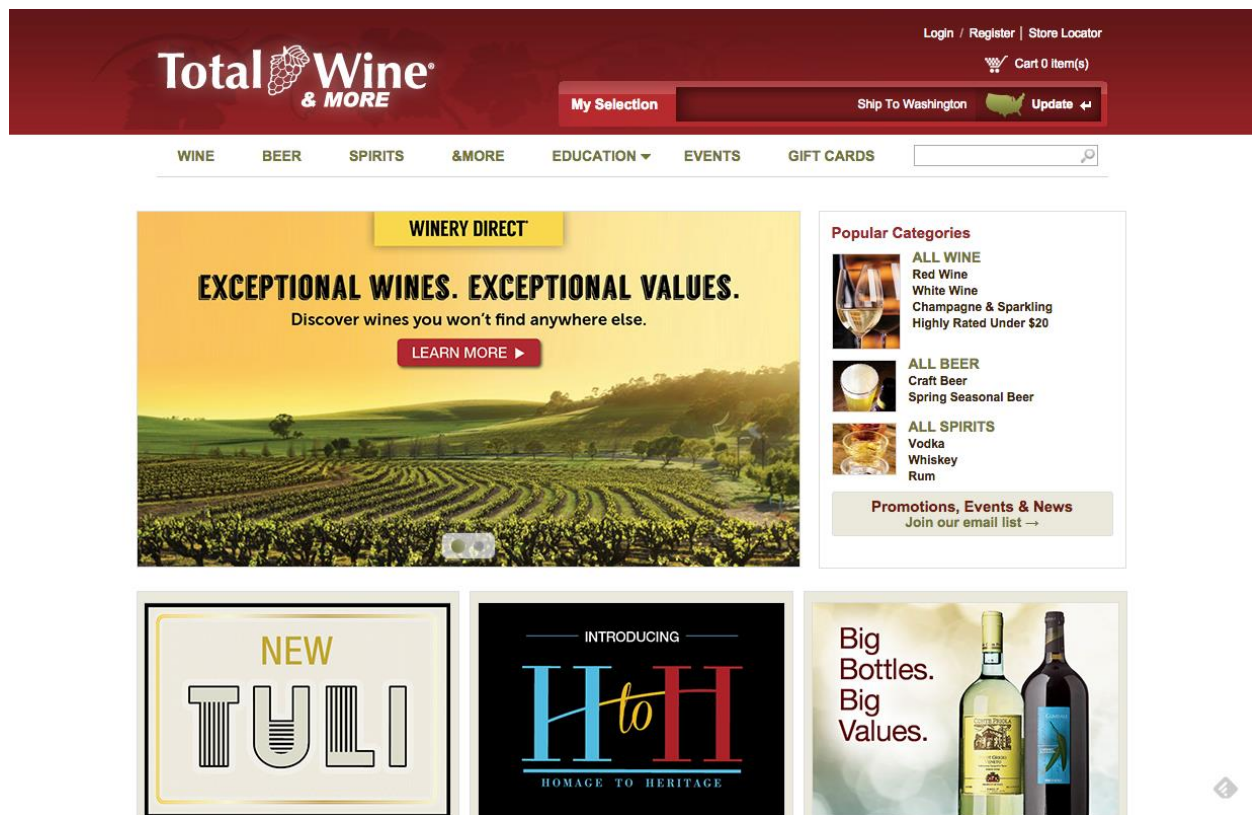 Login / Register | Store Locator
Total Wine
& MORE
Cart 0 item(s)
My Selection
Ship To Washington
Update
WINE
BEER
SPIRITS
&MORE
EDUCATION
EVENTS
GIFT CARDS
WINERY DIRECT
EXCEPTIONAL WINES. EXCEPTIONAL VALUES.
Discover wines you won't find anywhere else.
LEARN MORE
Popular Categories
ALL WINE
Red Wine
White Wine
Champagne & Sparkling
Highly Rated Under $20
ALL BEER
Craft Beer
Spring Seasonal Beer
ALL SPIRITS
Vodka
Whiskey
Rum
Promotions, Events & News
Join our email list →
NEW
TULI
INTRODUCING
H to H
HOMAGE TO HERITAGE
Big
Bottles.
Big
Values.